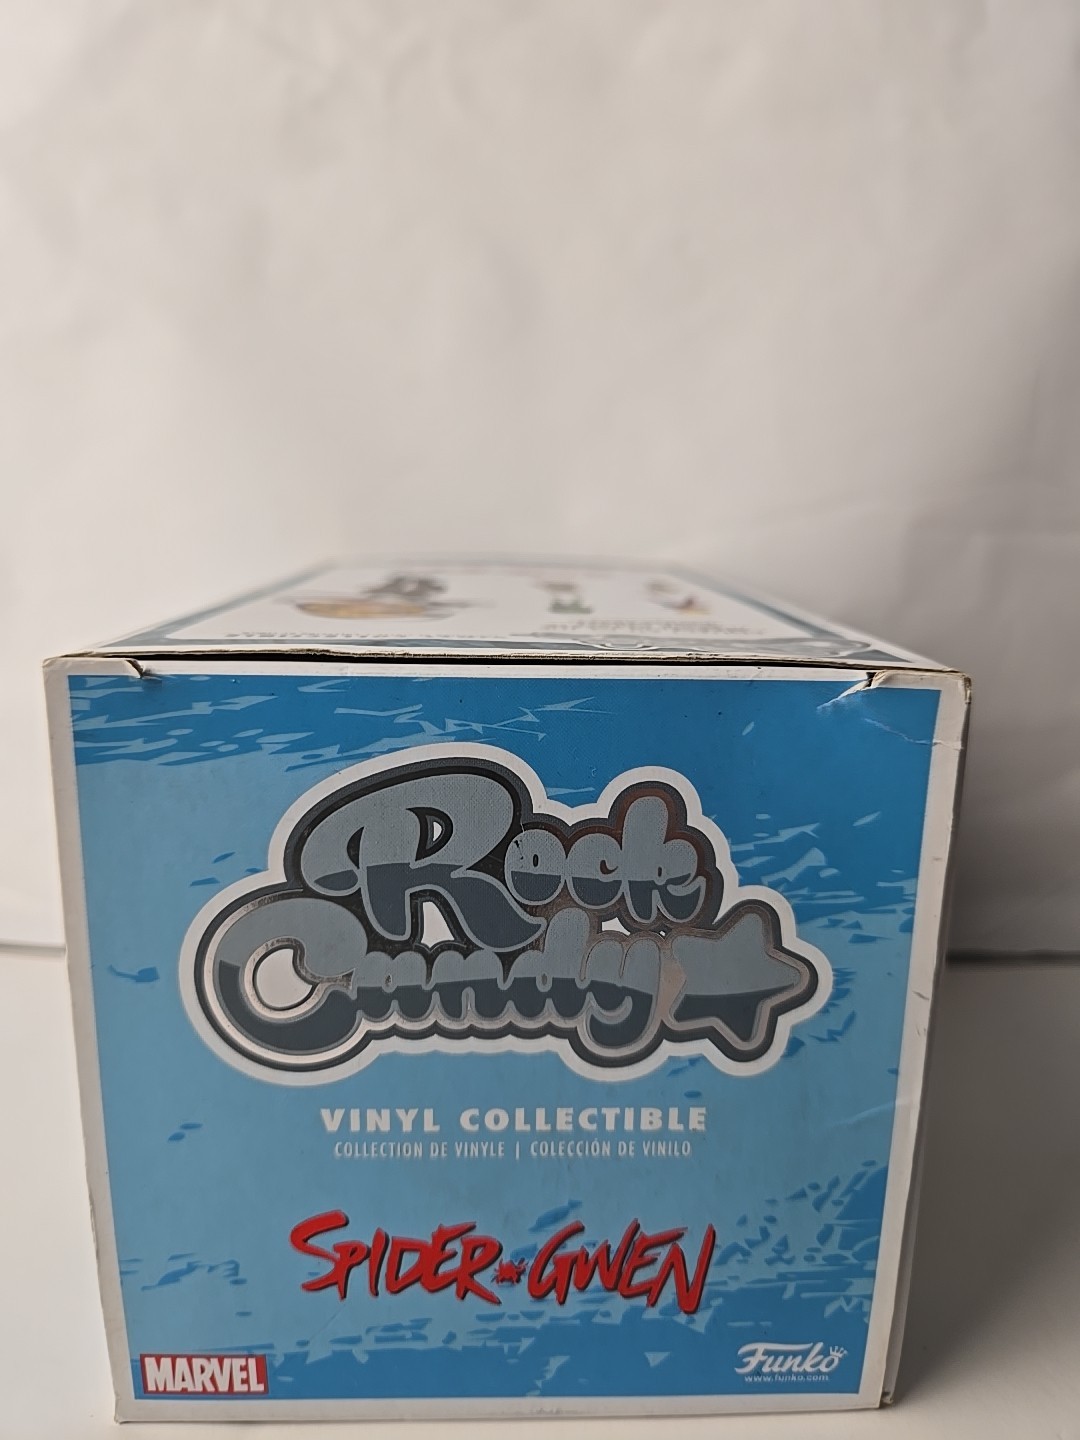 Rock
Candy
VINYL COLLECTIBLE
COLLECTION DE VINYLE | COLECCIÓN DE VINILO
SPIDER GWEN
MARVEL
Funko
www.funko.com